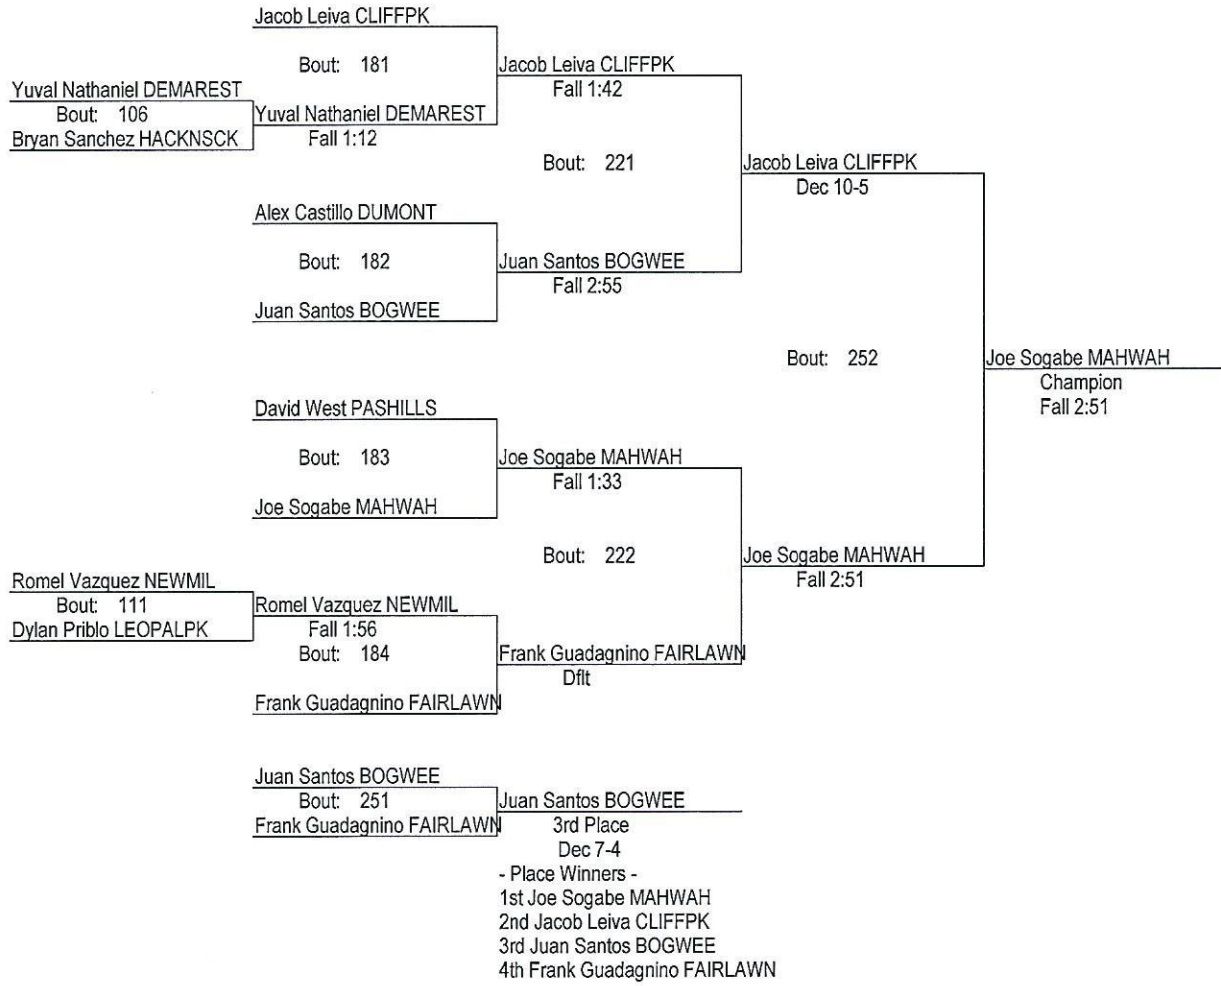 Jacob Leiva CLIFFPK
Bout: 181
Jacob Leiva CLIFFPK
Fall 1:42
Yuval Nathaniel DEMAREST
Bout: 106
Yuval Nathaniel DEMAREST
Bryan Sanchez HACKNSCK
Fall 1:12
Bout: 221
Jacob Leiva CLIFFPK
Dec 10-5
Alex Castillo DUMONT
Bout: 182
Juan Santos BOGWEE
Fall 2:55
Juan Santos BOGWEE
Bout: 252
Joe Sogabe MAHWAH
Champion
Fall 2:51
David West PASHILLS
Bout: 183
Joe Sogabe MAHWAH
Fall 1:33
Joe Sogabe MAHWAH
Bout: 222
Joe Sogabe MAHWAH
Fall 2:51
Romel Vazquez NEWMIL
Bout: 111
Romel Vazquez NEWMIL
Dylan Priblo LEOPALPK
Fall 1:56
Bout: 184
Frank Guadagnino FAIRLAWN
Dflt
Frank Guadagnino FAIRLAWN
Juan Santos BOGWEE
Bout: 251
Juan Santos BOGWEE
Frank Guadagnino FAIRLAWN
3rd Place
Dec 7-4
- Place Winners -
1st Joe Sogabe MAHWAH
2nd Jacob Leiva CLIFFPK
3rd Juan Santos BOGWEE
4th Frank Guadagnino FAIRLAWN